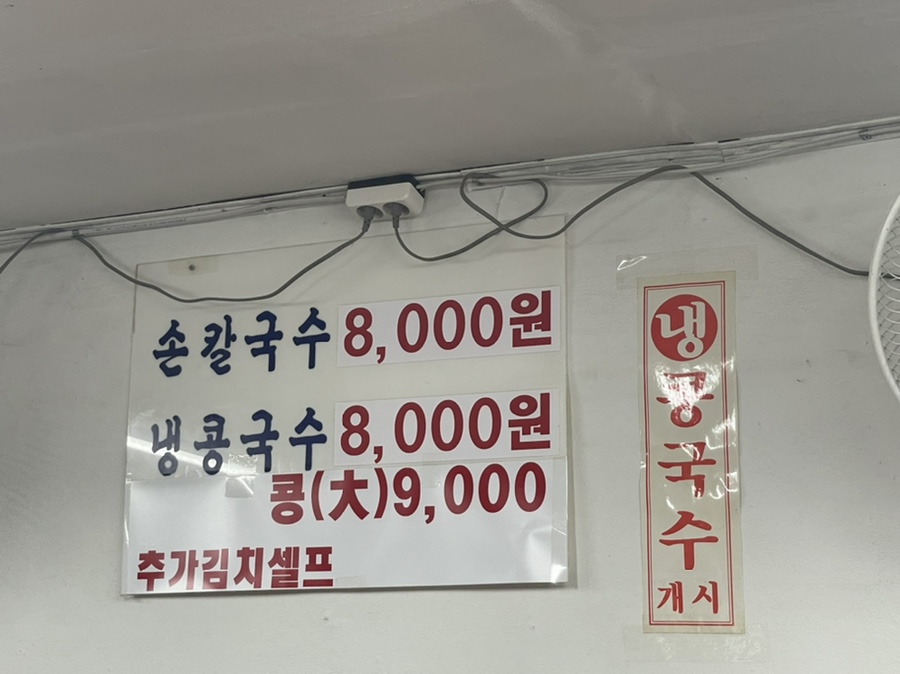 손칼국수 8,000원
냉콩국수 8,000원
콩(大)9,000
추가김치셀프
냉
콩
국
수
개시